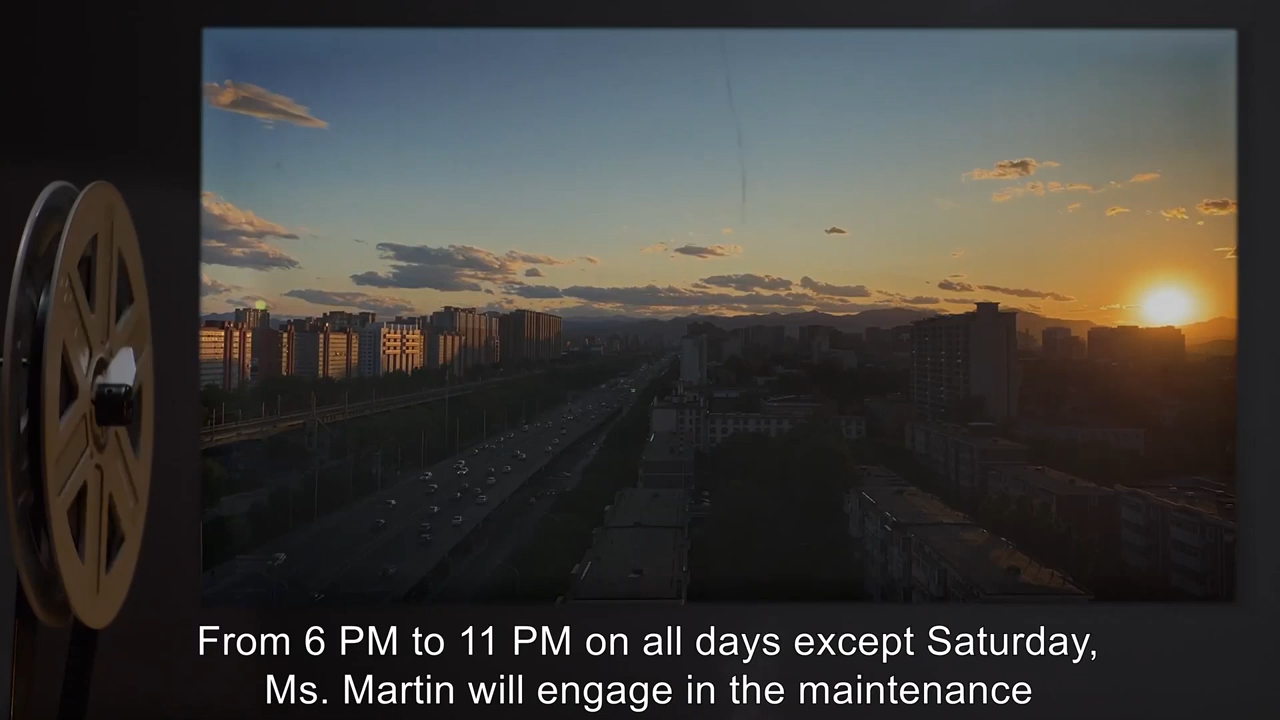 From 6 PM to 11 PM on all days except Saturday,
Ms. Martin will engage in the maintenance